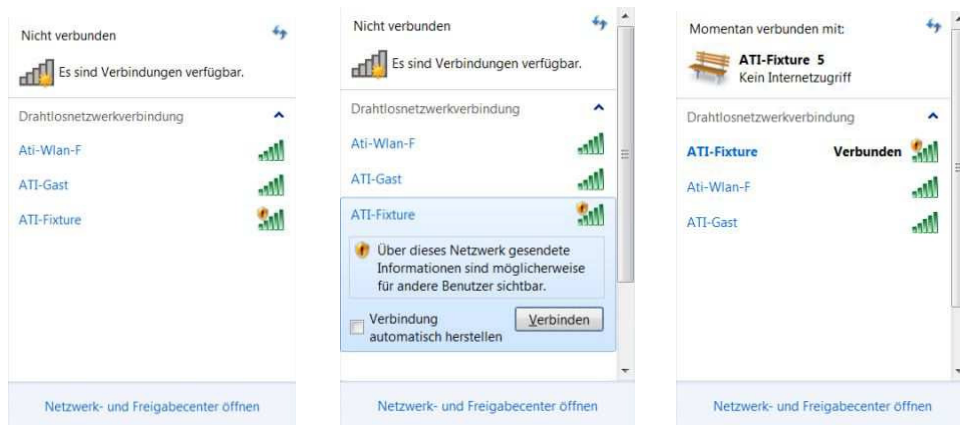 Nicht verbunden
Es sind Verbindungen verfügbar.
Drahtlosnetzwerkverbindung
Ati-Wlan-F
ATI-Gast
ATI-Fixture
Netzwerk- und Freigabecenter öffnen
Nicht verbunden
Es sind Verbindungen verfügbar.
Drahtlosnetzwerkverbindung
Ati-Wlan-F
ATI-Gast
ATI-Fixture
Über dieses Netzwerk gesendete
Informationen sind möglicherweise
für andere Benutzer sichtbar.
Verbindung
automatisch herstellen
Verbinden
Netzwerk- und Freigabecenter öffnen
Momentan verbunden mit:
ATI-Fixture 5
Kein Internetzugriff
Drahtlosnetzwerkverbindung
ATI-Fixture Verbunden
Ati-Wlan-F
ATI-Gast
Netzwerk- und Freigabecenter öffnen